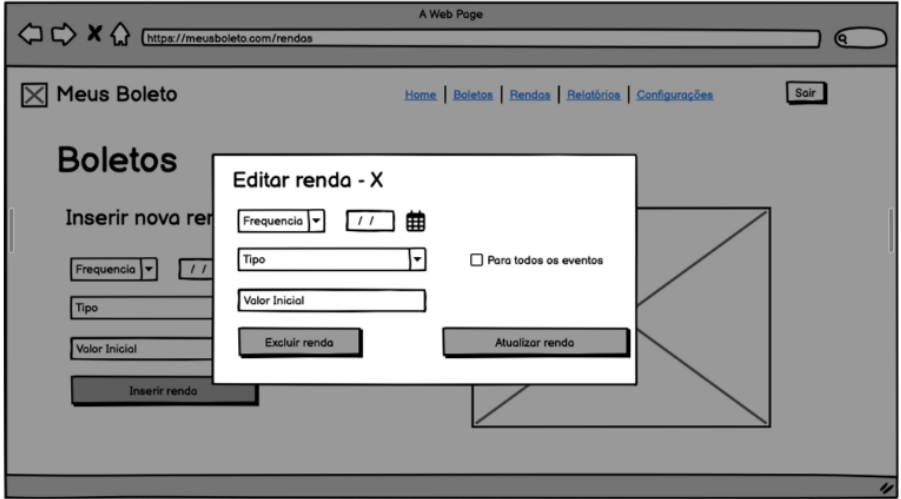 A Web Page
https://meusboleto.com/rendas
Meus Boleto
Home | Boletos | Rendas | Relatórios | Configurações
Sair
Boletos
Inserir nova ren
Frequencia
/ /
Tipo
Valor Inicial
Inserir renda
Editar renda - X
Frequencia
/ /
Tipo
Para todos os eventos
Valor Inicial
Excluir renda
Atualizar renda